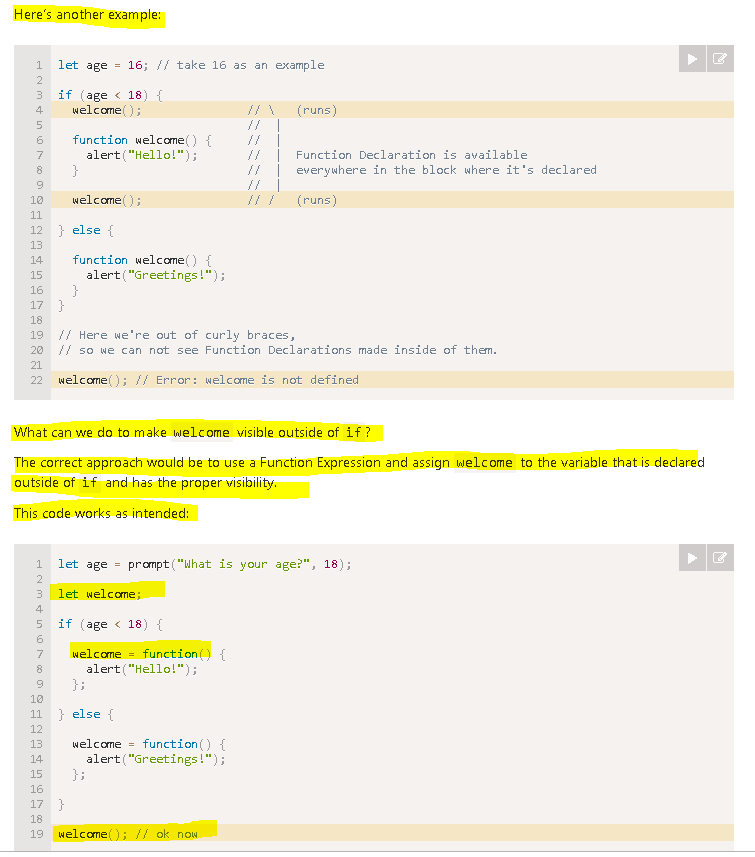 Here's another example:
1 let age = 16; // take 16 as an example
2
3 if (age < 18) {
4   welcome();               // \   (runs)
5                            //  |
6   function welcome() {     //  |
7     alert("Hello!");       //  |  Function Declaration is available
8   }                        //  |  everywhere in the block where it's declared
9                            //  |
10   welcome();               // /   (runs)
11
12 } else {
13
14   function welcome() {
15     alert("Greetings!");
16   }
17 }
18
19 // Here we're out of curly braces,
20 // so we can not see Function Declarations made inside of them.
21
22 welcome(); // Error: welcome is not defined
What can we do to make welcome visible outside of if?
The correct approach would be to use a Function Expression and assign welcome to the variable that is declared
outside of if and has the proper visibility.
This code works as intended:
1 let age = prompt("What is your age?", 18);
2
3 let welcome;
4
5 if (age < 18) {
6
7   welcome = function() {
8     alert("Hello!");
9   };
10
11 } else {
12
13   welcome = function() {
14     alert("Greetings!");
15   };
16
17 }
18
19 welcome(); // ok now